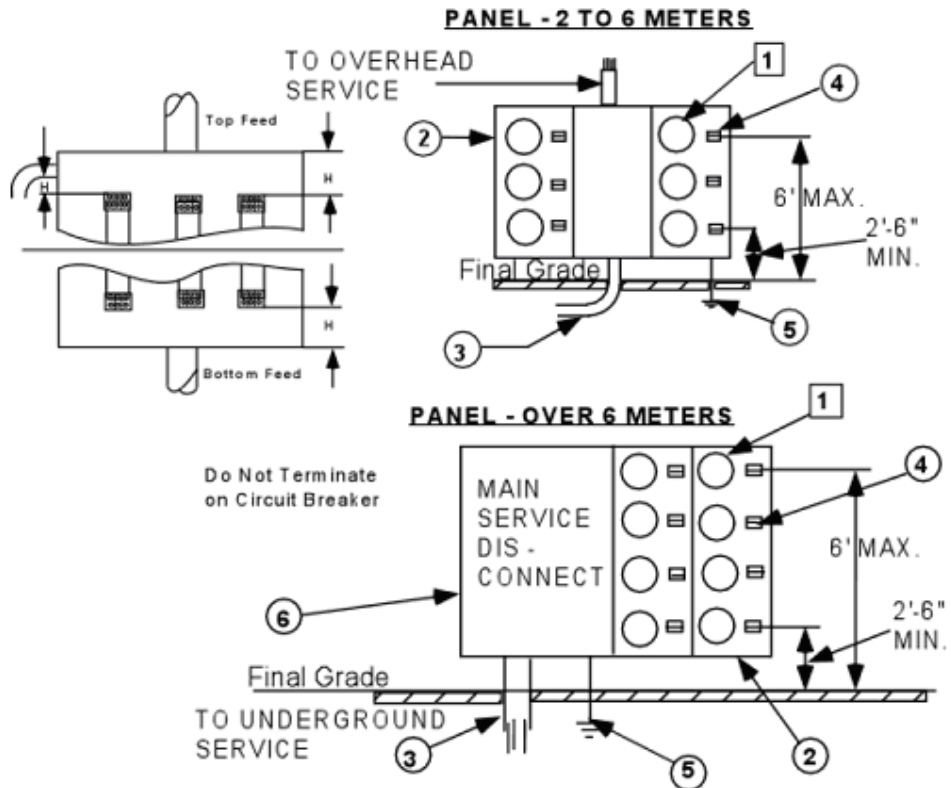 PANEL - 2 TO 6 METERS
TO OVERHEAD
SERVICE
1
4
2
Top Feed
H
H
6' MAX.
2'-6"
MIN.
Final Grade
3
5
H
Bottom Feed
PANEL - OVER 6 METERS
1
Do Not Terminate
on Circuit Breaker
4
MAIN
SERVICE
DIS -
CONNECT
6' MAX.
6
2'-6"
MIN.
Final Grade
TO UNDERGROUND
SERVICE
3
5
2